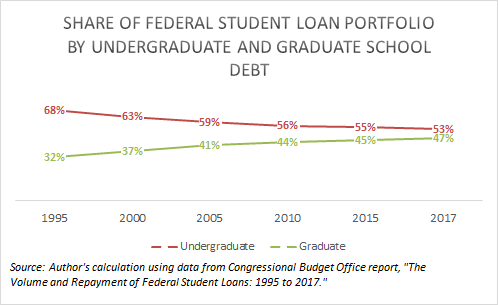 SHARE OF FEDERAL STUDENT LOAN PORTFOLIO
BY UNDERGRADUATE AND GRADUATE SCHOOL
DEBT
68% 63% 59% 56% 55% 53%
32% 37% 41% 44% 45% 47%
1995 2000 2005 2010 2015 2017
Undergraduate Graduate
Source: Author's calculation using data from Congressional Budget Office report, "The
Volume and Repayment of Federal Student Loans: 1995 to 2017."